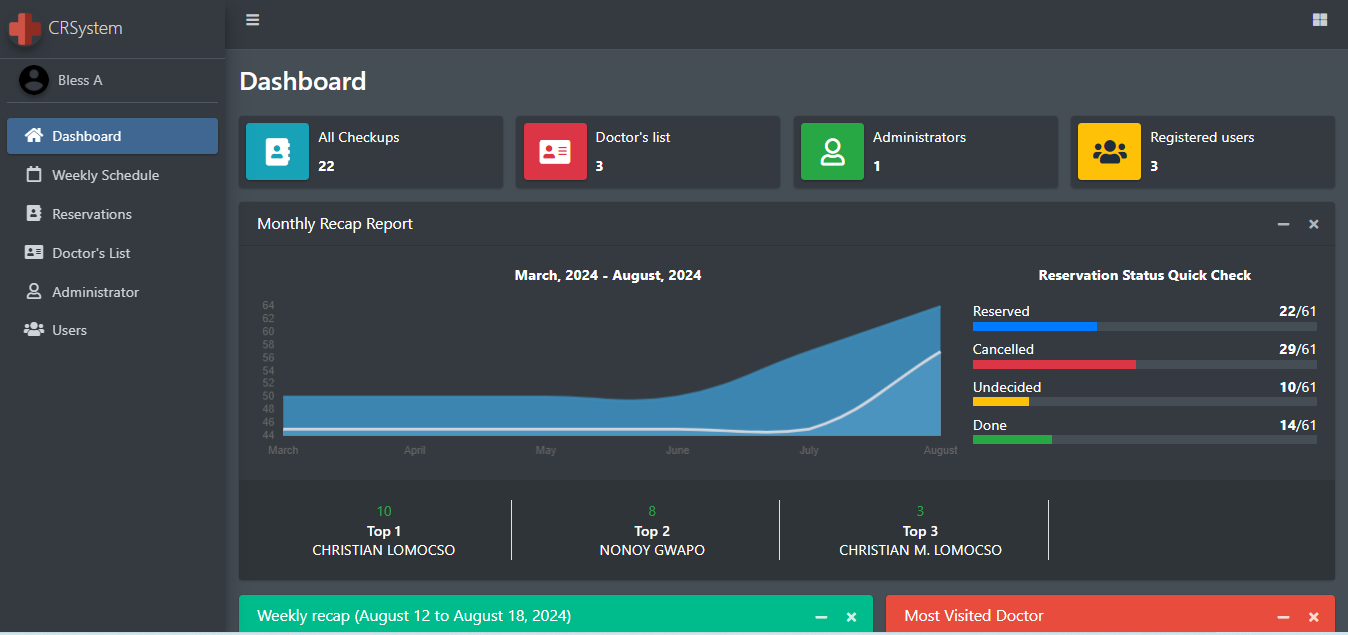 CRSystem
Bless A
Dashboard
Weekly Schedule
Reservations
Doctor's List
Administrator
Users
Dashboard
All Checkups
22
Doctor's list
3
Administrators
1
Registered users
3
Monthly Recap Report
March, 2024 - August, 2024
64
62
60
58
56
54
52
50
48
46
44
March April May June July August
Reservation Status Quick Check
Reserved 22/61
Cancelled 29/61
Undecided 10/61
Done 14/61
10
Top 1
CHRISTIAN LOMOCSO
8
Top 2
NONOY GWAPO
3
Top 3
CHRISTIAN M. LOMOCSO
Weekly recap (August 12 to August 18, 2024)
Most Visited Doctor